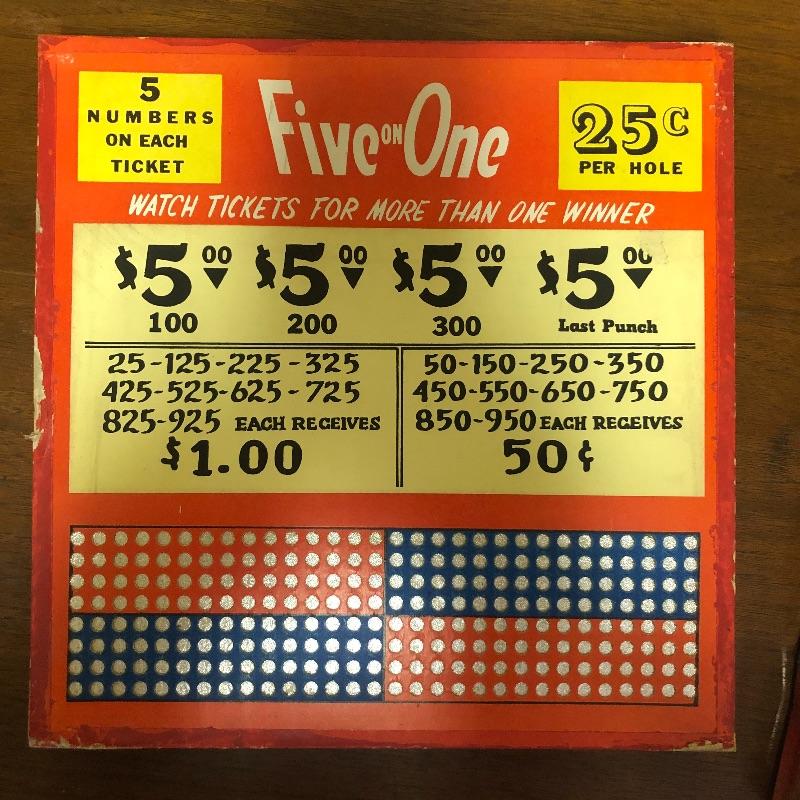 5
NUMBERS
ON EACH
TICKET
Five ON One
25¢
PER HOLE
WATCH TICKETS FOR MORE THAN ONE WINNER
$5.00 $5.00 $5.00 $5.00
100 200 300 Last Punch
25-125-225-325
425-525-625-725
825-925 EACH RECEIVES
$1.00
50-150-250-350
450-550-650-750
850-950 EACH RECEIVES
50¢